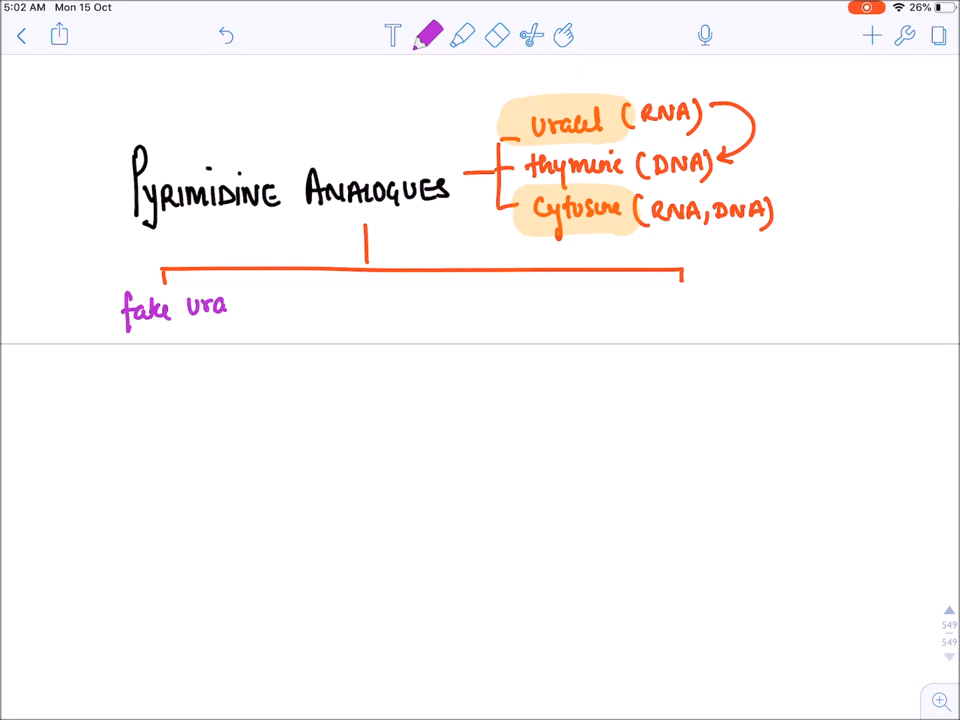 5:02 AM Mon 15 Oct 26%
T
Uracil (RNA)
thymine (DNA)
PYRIMIDINE ANALOGUES
Cytosine (RNA, DNA)
fake ura
549
549